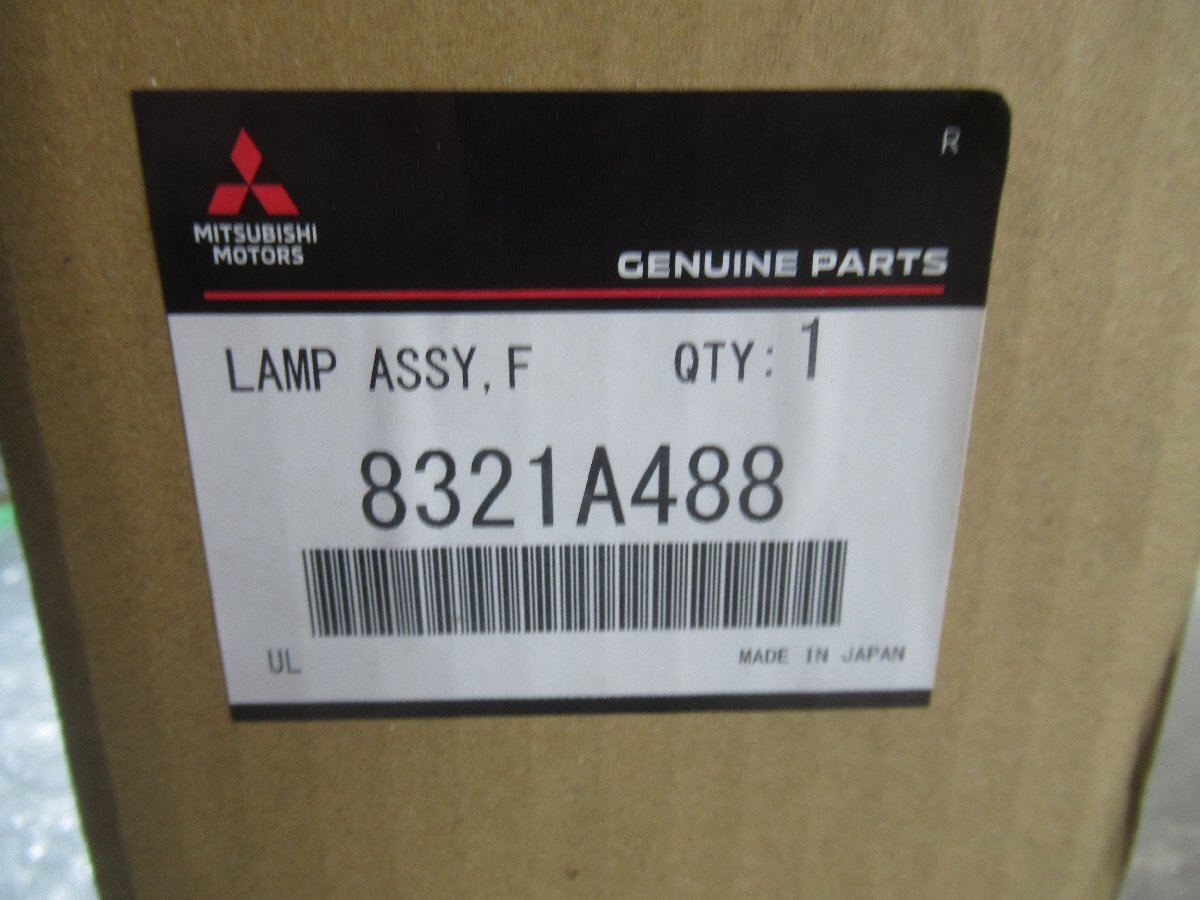 R
MITSUBISHI
MOTORS
GENUINE PARTS
LAMP ASSY, F QTY: 1
8321A488
UL MADE IN JAPAN